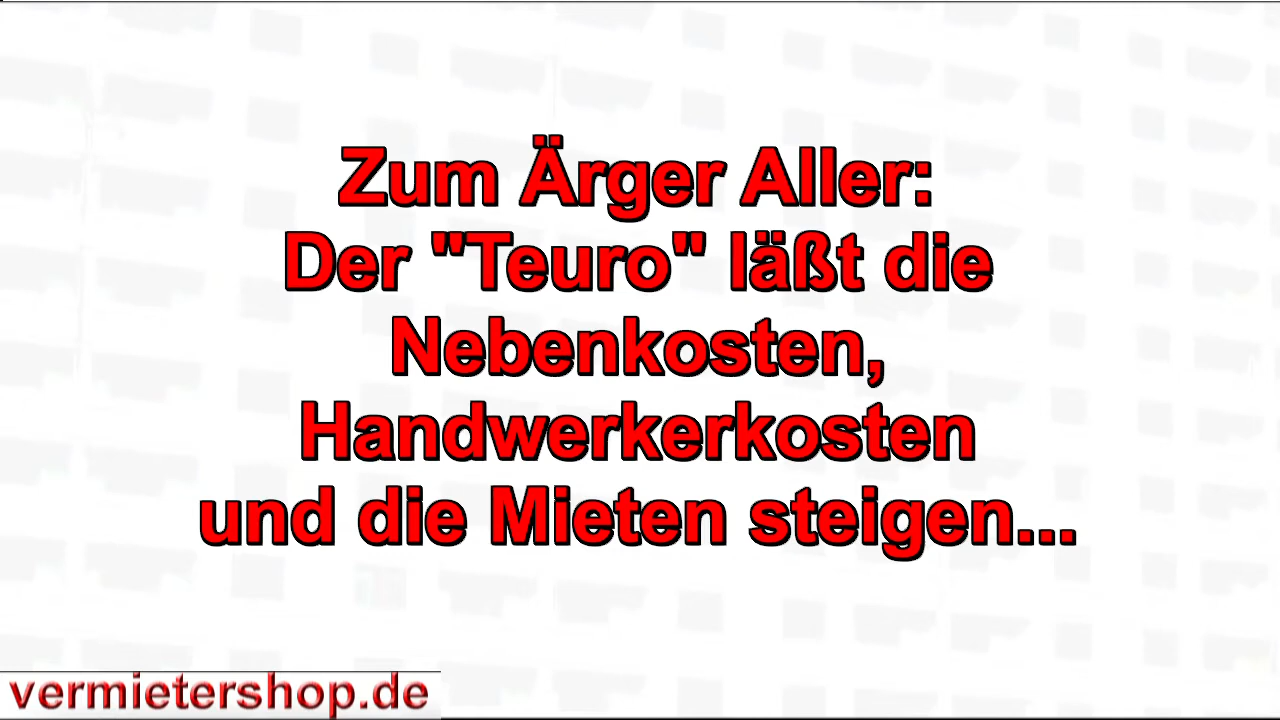 Zum Ärger Aller:
Der "Teuro" läßt die
Nebenkosten,
Handwerkerkosten
und die Mieten steigen...
vermietershop.de